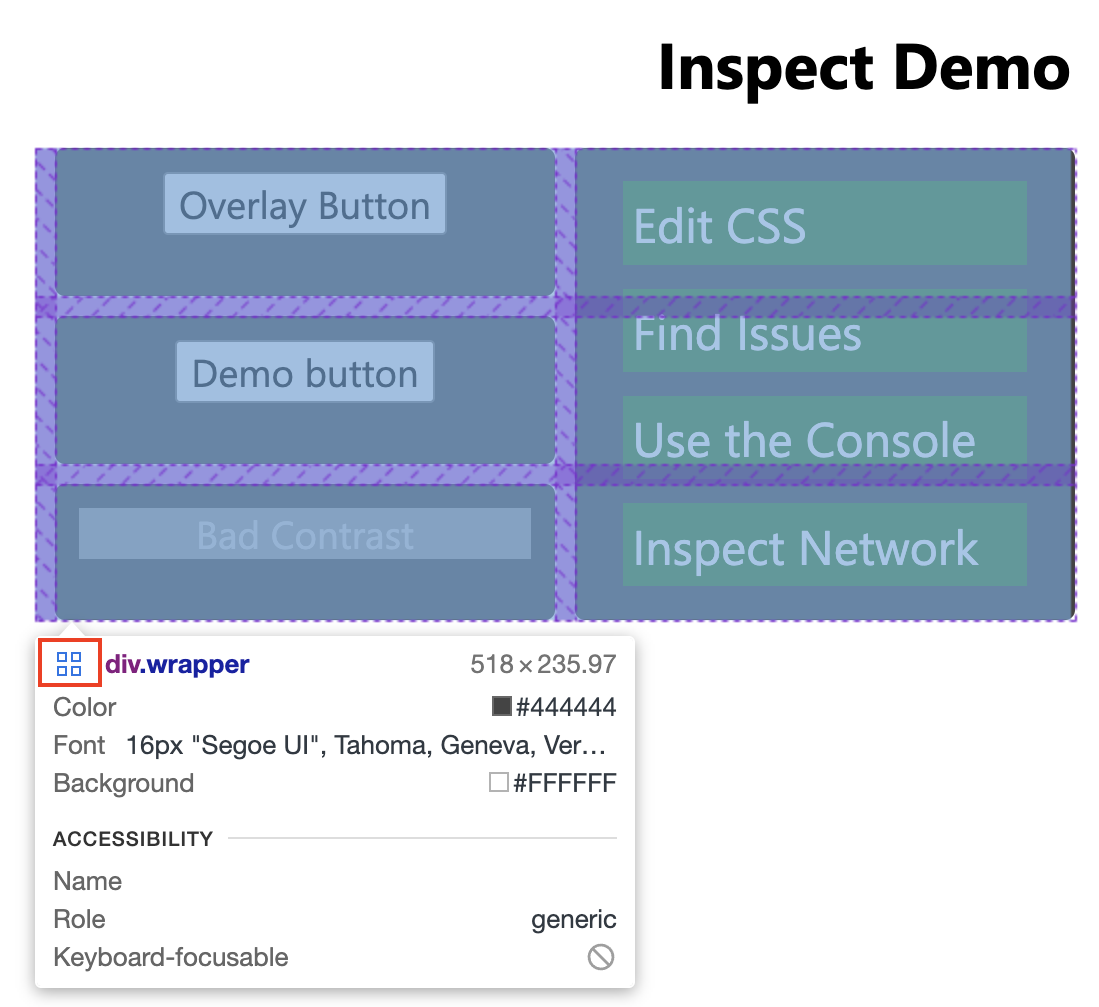 Inspect Demo
Overlay Button
Demo button
Bad Contrast
Edit CSS
Find Issues
Use the Console
Inspect Network
div.wrapper 518 × 235.97
Color #444444
Font 16px "Segoe UI", Tahoma, Geneva, Ver…
Background #FFFFFF
ACCESSIBILITY
Name
Role generic
Keyboard-focusable